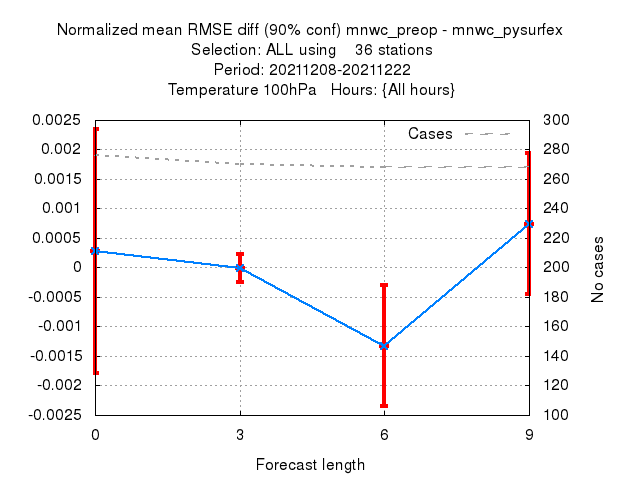 Normalized mean RMSE diff (90% conf) mnwc_preop - mnwc_pysurfex
Selection: ALL using    36 stations
Period: 20211208-20211222
Temperature 100hPa   Hours: {All hours}
0.0025
0.002
0.0015
0.001
0.0005
0
-0.0005
-0.001
-0.0015
-0.002
-0.0025
Cases
300
280
260
240
220
200
180
160
140
120
100
No cases
0 3 6 9
Forecast length